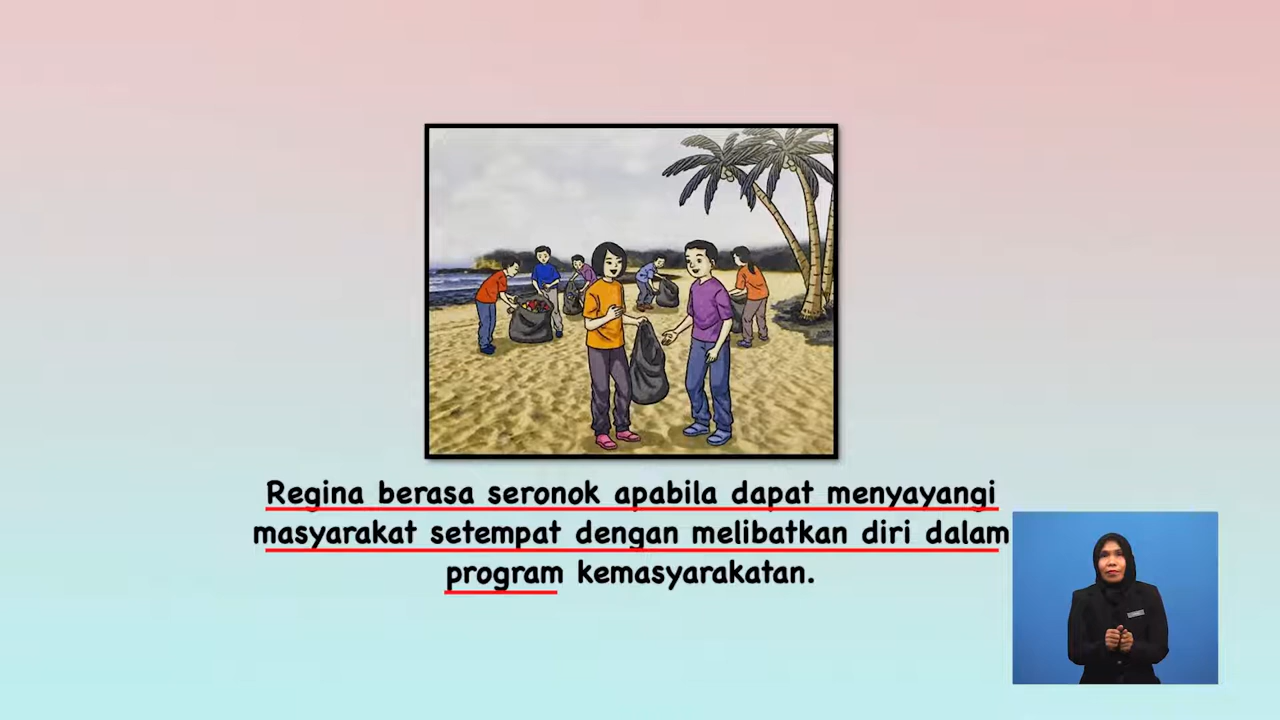 Regina berasa seronok apabila dapat menyayangi
masyarakat setempat dengan melibatkan diri dalam
program kemasyarakatan.